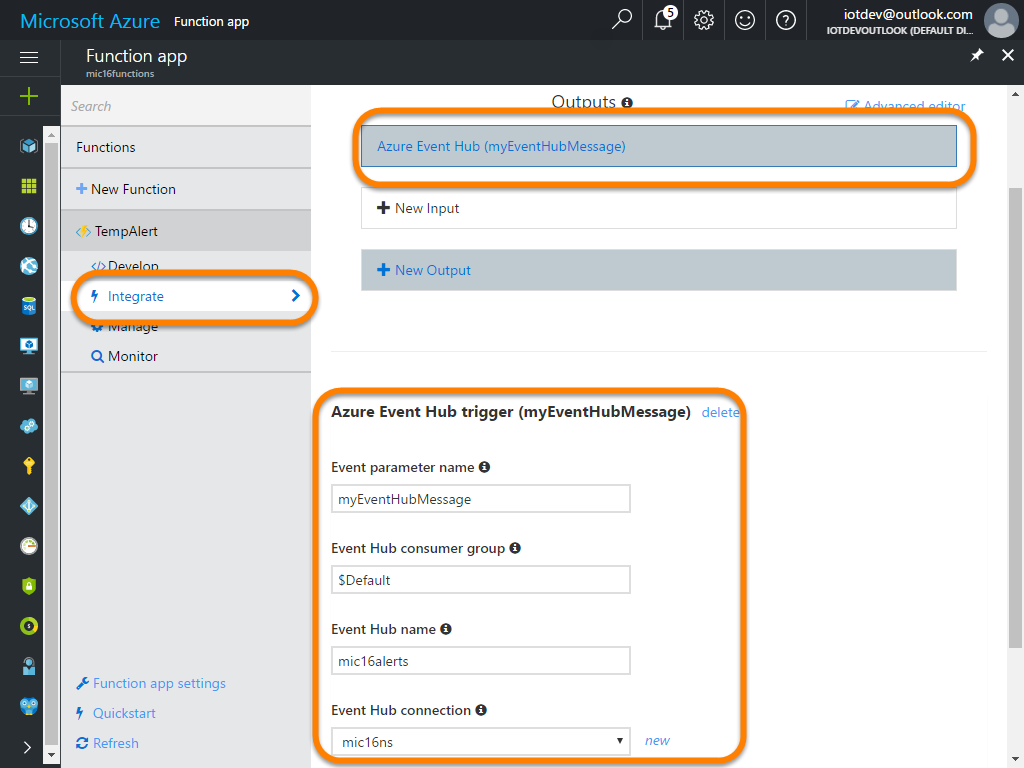 Microsoft Azure Function app
5
iotdev@outlook.com
IOTDEVOUTLOOK (DEFAULT DI...
Function app
mic16functions
Search
Functions
New Function
TempAlert
Develop
Integrate
Manage
Monitor
Function app settings
Quickstart
Refresh
Outputs
Advanced editor
Azure Event Hub (myEventHubMessage)
New Input
New Output
Azure Event Hub trigger (myEventHubMessage) delete
Event parameter name
myEventHubMessage
Event Hub consumer group
$Default
Event Hub name
mic16alerts
Event Hub connection
mic16ns new